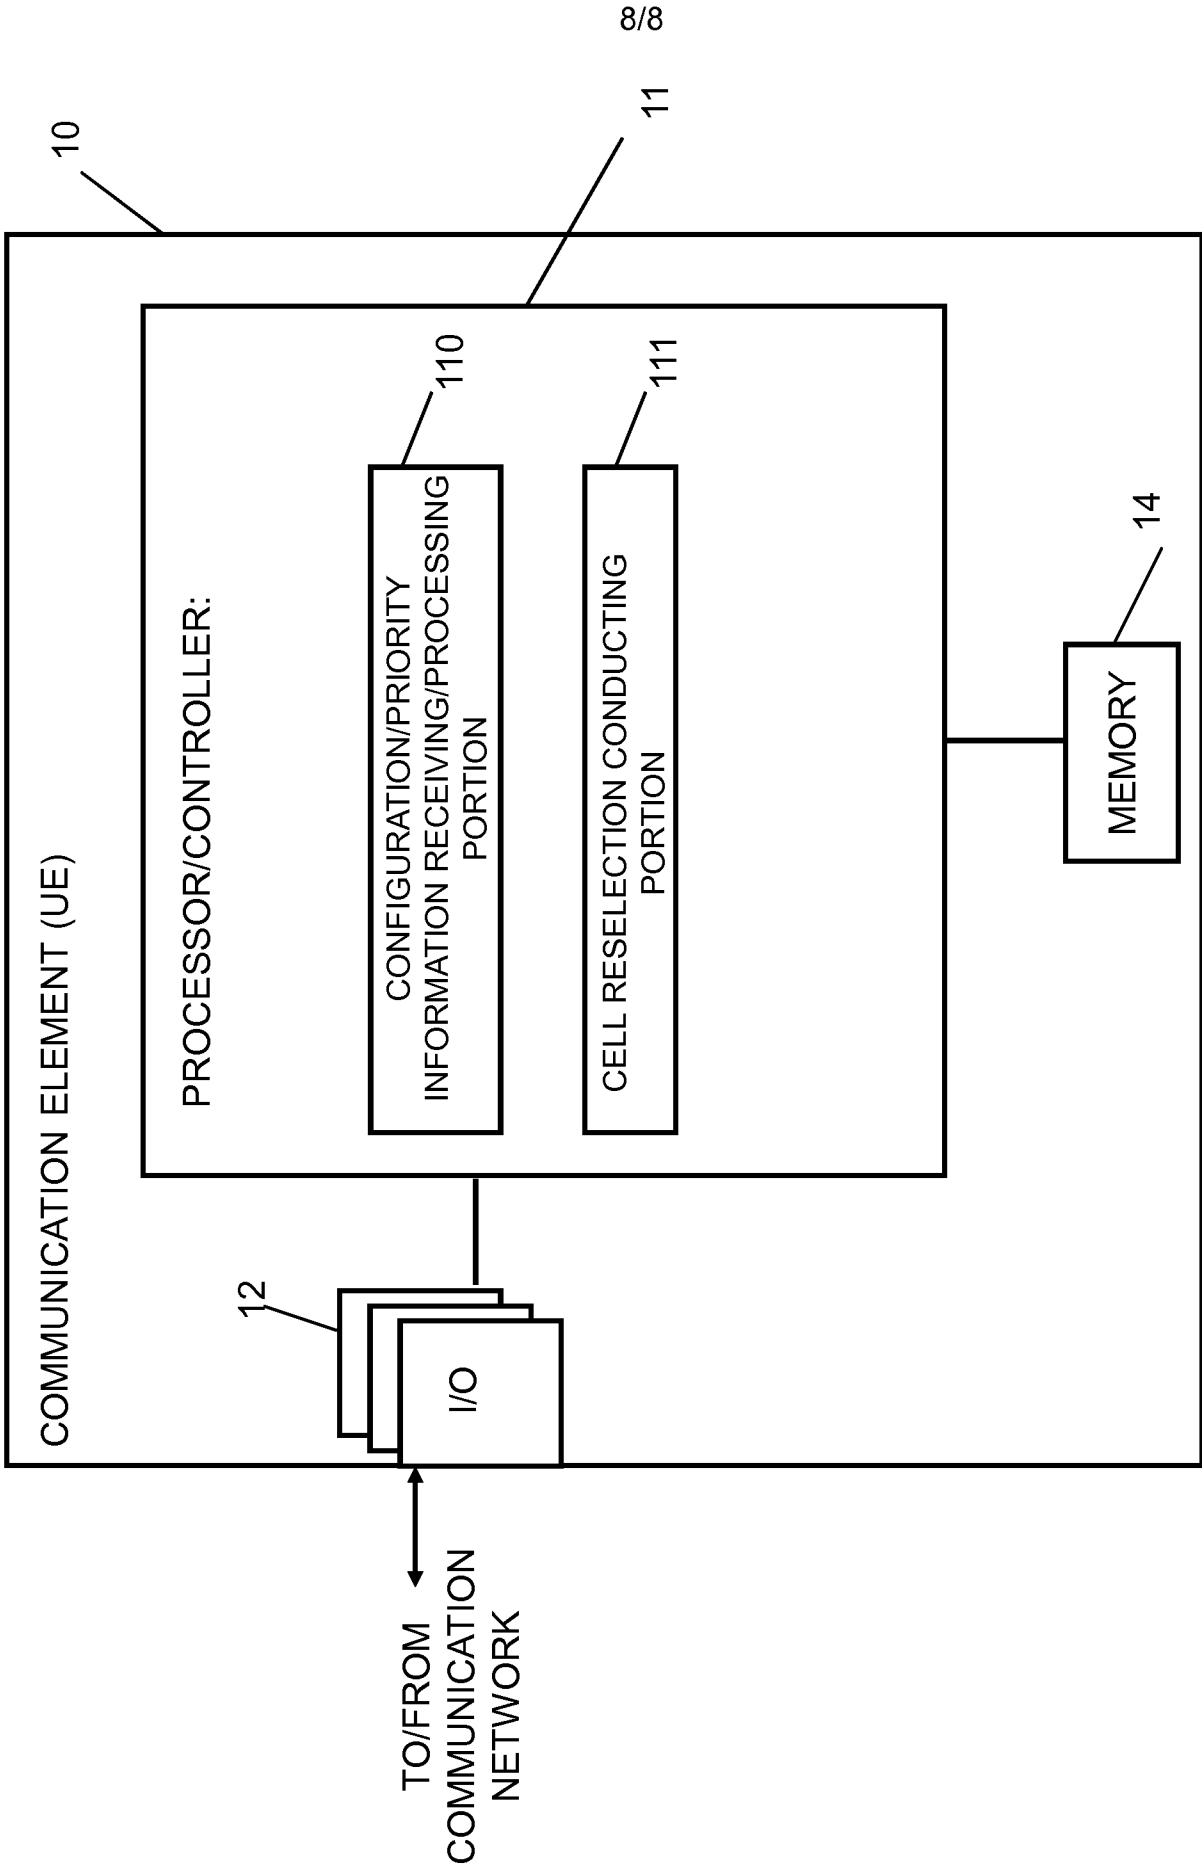 8/8
10
11
COMMUNICATION ELEMENT (UE)
PROCESSOR/CONTROLLER:
110
CONFIGURATION/PRIORITY
INFORMATION RECEIVING/PROCESSING
PORTION
111
CELL RESELECTION CONDUCTING
PORTION
12
I/O
TO/FROM
COMMUNICATION
NETWORK
14
MEMORY